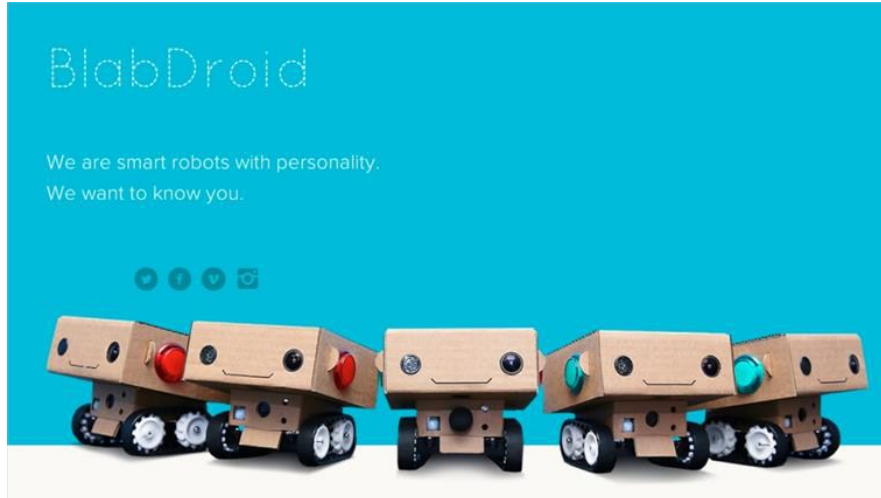 BlabDroid
We are smart robots with personality.
We want to know you.